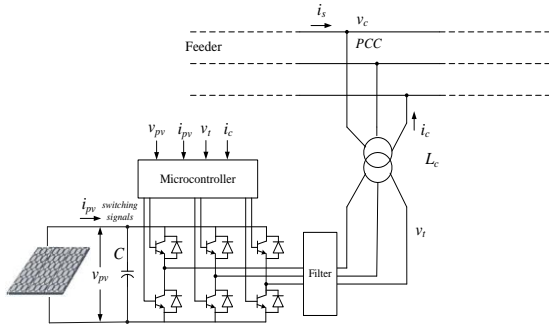 i_s
v_c
Feeder
PCC
i_c
v_pv i_pv v_t i_c
L_c
Microcontroller
i_pv switching
signals
v_t
C
v_pv
Filter